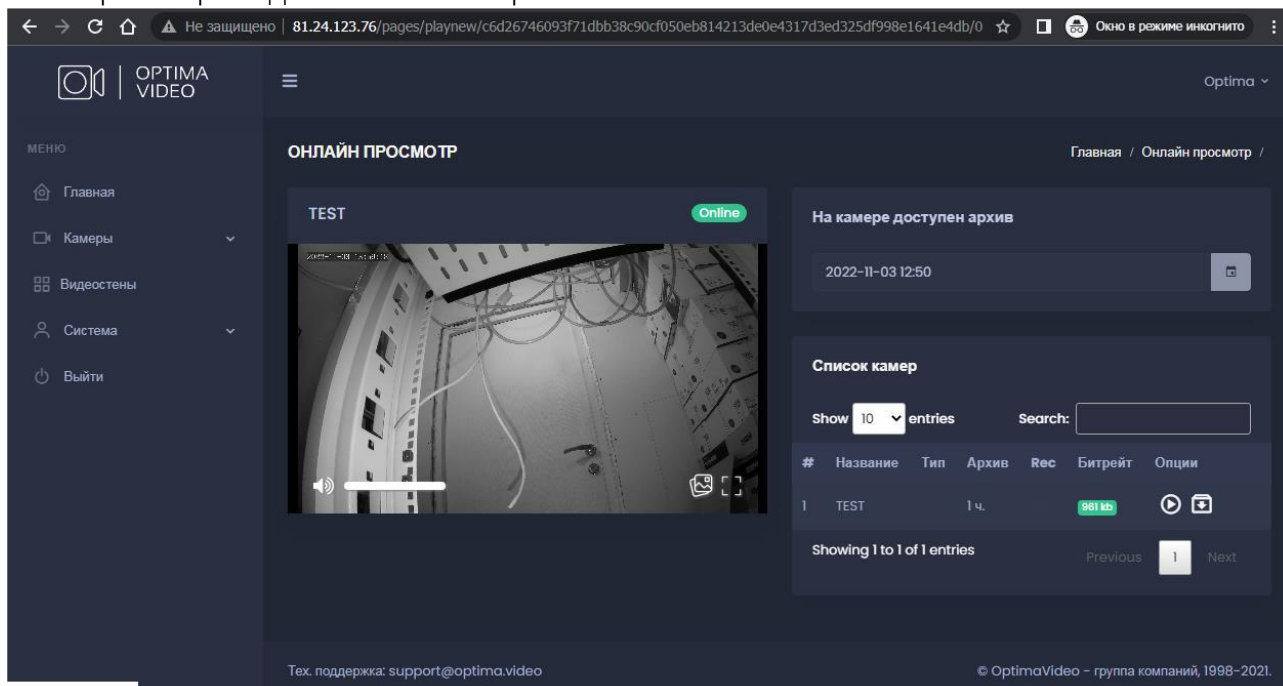 Не защищено | 81.24.123.76/pages/playnew/c6d26746093f71dbb38c90cf050eb814213de0e4317d3ed325df998e1641e4db/0
Окно в режиме инкогнито
OPTIMA
VIDEO
Optima
МЕНЮ
Главная
Камеры
Видеостены
Система
Выйти
ОНЛАЙН ПРОСМОТР
Главная / Онлайн просмотр /
TEST
Online
На камере доступен архив
2022-11-03 12:50
Список камер
Show 10 entries Search:
# Название Тип Архив Rec Битрейт Опции
1 TEST 1 ч. 961 kb
Showing 1 to 1 of 1 entries
Previous 1 Next
Тех. поддержка: support@optima.video
© OptimaVideo - группа компаний, 1998-2021.